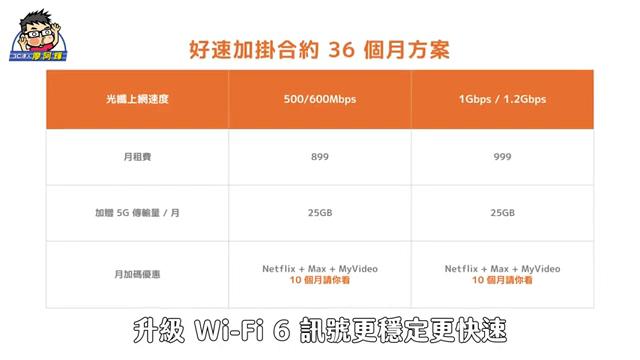 3C達人
廖阿輝
好速加掛合約 36 個月方案
光纖上網速度 500/600Mbps 1Gbps / 1.2Gbps
月租費 899 999
加贈 5G 傳輸量 / 月 25GB 25GB
月加碼優惠 Netflix + Max + MyVideo Netflix + Max + MyVideo
10 個月請你看 10 個月請你看
升級 Wi-Fi 6 訊號更穩定更快速